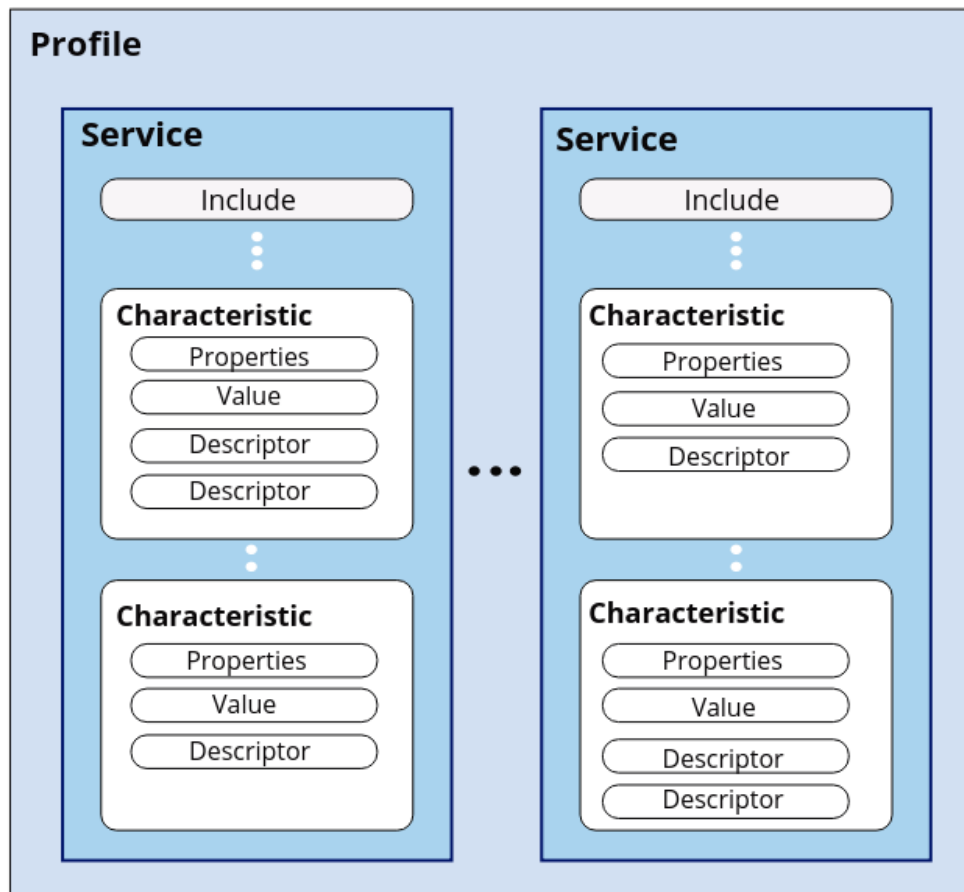 Profile
Service
Include
Characteristic
Properties
Value
Descriptor
Descriptor
Characteristic
Properties
Value
Descriptor
Service
Include
Characteristic
Properties
Value
Descriptor
Characteristic
Properties
Value
Descriptor
Descriptor